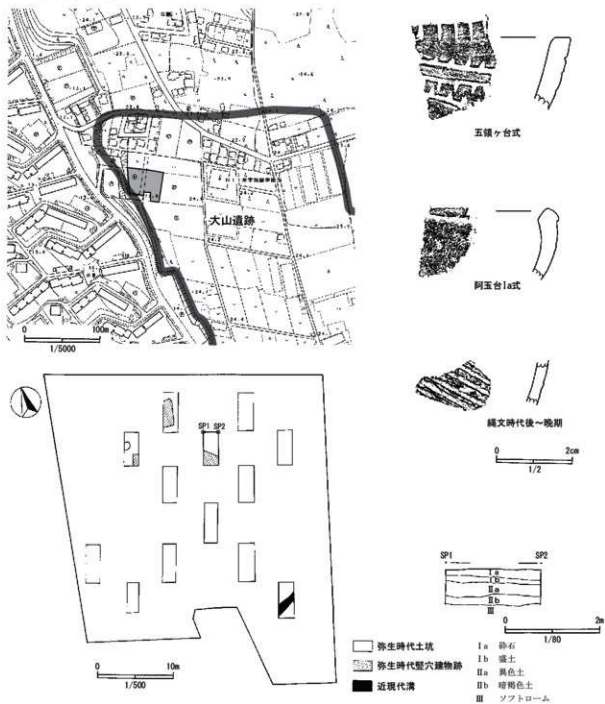 大山遺跡
0 100m
1/5000
五領ヶ台式
阿玉台Ia式
縄文時代後〜晩期
0 2cm
1/2
SP1 SP2
0 10m
1/500
SP1 SP2
Ia
Ib
IIa
IIb
III
0 2m
1/80
弥生時代土坑
弥生時代竪穴建物跡
近現代溝
Ia 砕石
Ib 盛土
IIa 黒色土
IIb 暗褐色土
III ソフトローム